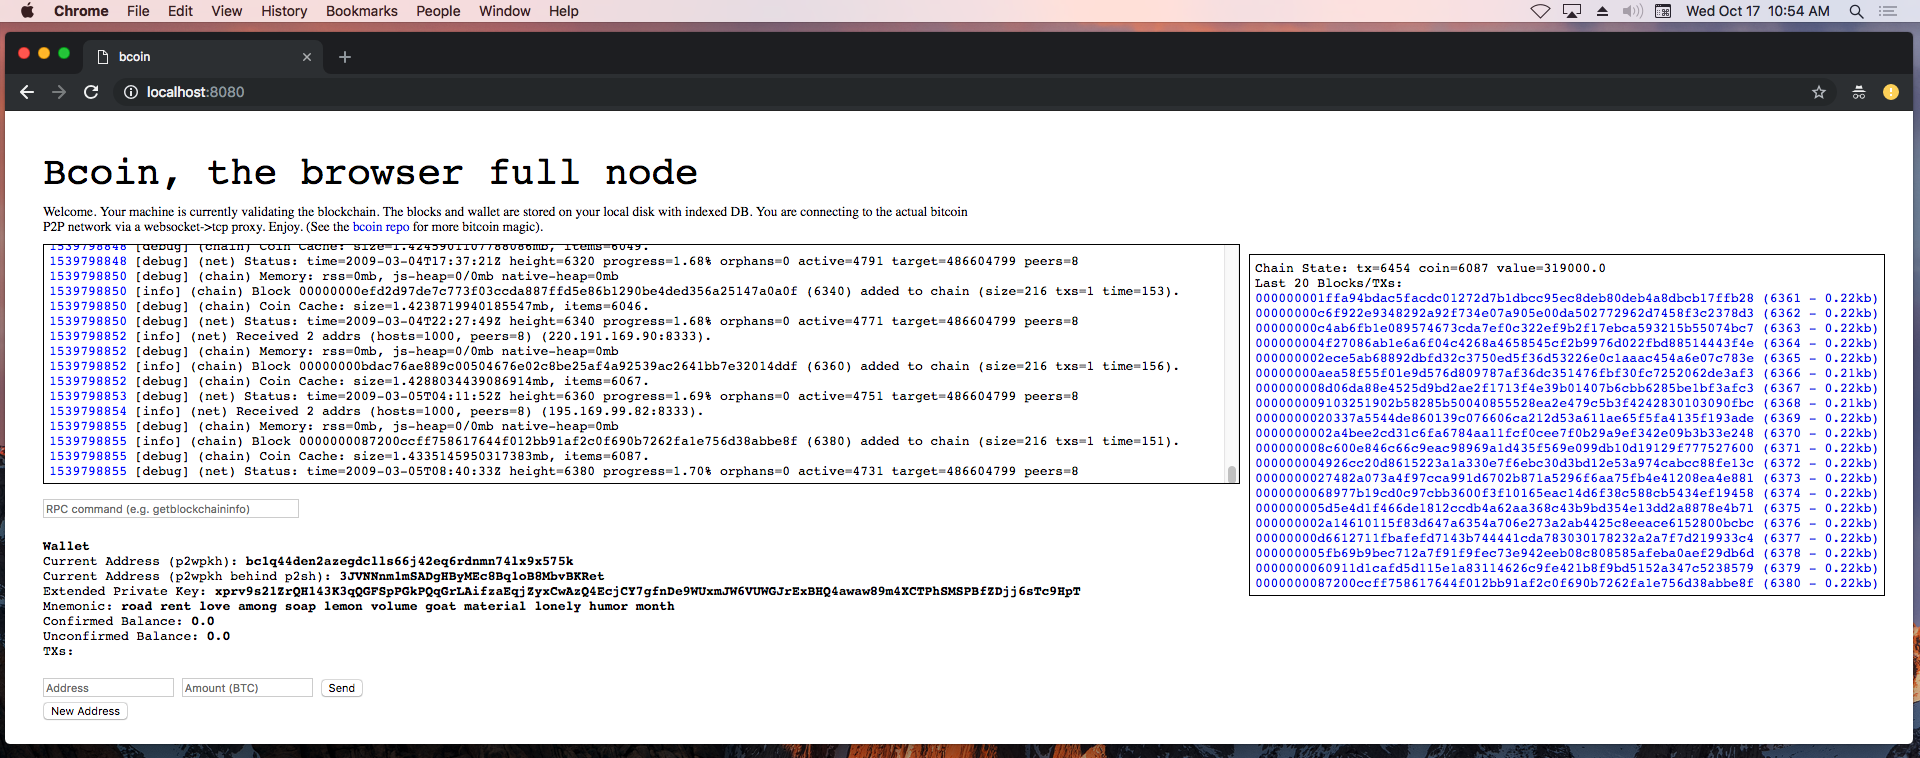 Chrome File Edit View History Bookmarks People Window Help Wed Oct 17 10:54 AM
bcoin
localhost:8080
Bcoin, the browser full node
Welcome. Your machine is currently validating the blockchain. The blocks and wallet are stored on your local disk with indexed DB. You are connecting to the actual bitcoin
P2P network via a websocket->tcp proxy. Enjoy. (See the bcoin repo for more bitcoin magic).
1539798848 [debug] (chain) Coin Cache: size=1.4245901107788086mb, items=6049.
1539798848 [debug] (net) Status: time=2009-03-04T17:37:21Z height=6320 progress=1.68% orphans=0 active=4791 target=486604799 peers=8
1539798850 [debug] (chain) Memory: rss=0mb, js-heap=0/0mb native-heap=0mb
1539798850 [info] (chain) Block 00000000efd2d97de7c773f03ccda887ffd5e86b1290be4ded356a25147a0a0f (6340) added to chain (size=216 txs=1 time=153).
1539798850 [debug] (chain) Coin Cache: size=1.4238719940185547mb, items=6046.
1539798850 [debug] (net) Status: time=2009-03-04T22:27:49Z height=6340 progress=1.68% orphans=0 active=4771 target=486604799 peers=8
1539798852 [info] (net) Received 2 addrs (hosts=1000, peers=8) (220.191.169.90:8333).
1539798852 [debug] (chain) Memory: rss=0mb, js-heap=0/0mb native-heap=0mb
1539798852 [info] (chain) Block 00000000bdac76ae889c00504676e02c8be25af4a92539ac2641bb7e32014ddf (6360) added to chain (size=216 txs=1 time=156).
1539798852 [debug] (chain) Coin Cache: size=1.4288034439086914mb, items=6067.
1539798853 [debug] (net) Status: time=2009-03-05T04:11:52Z height=6360 progress=1.69% orphans=0 active=4751 target=486604799 peers=8
1539798854 [info] (net) Received 2 addrs (hosts=1000, peers=8) (195.169.99.82:8333).
1539798855 [debug] (chain) Memory: rss=0mb, js-heap=0/0mb native-heap=0mb
1539798855 [info] (chain) Block 0000000087200ccff758617644f012bb91af2c0f690b7262fa1e756d38abbe8f (6380) added to chain (size=216 txs=1 time=151).
1539798855 [debug] (chain) Coin Cache: size=1.4335145950317383mb, items=6087.
1539798855 [debug] (net) Status: time=2009-03-05T08:40:33Z height=6380 progress=1.70% orphans=0 active=4731 target=486604799 peers=8
Chain State: tx=6454 coin=6087 value=319000.0
Last 20 Blocks/TXs:
000000001ffa94bdac5facdc01272d7b1dbcc95ec8deb80deb4a8dbcb17ffb28 (6361 - 0.22kb)
00000000c6f922e9348292a92f734e07a905e00da502772962d7458f3c2378d3 (6362 - 0.22kb)
00000000c4ab6fb1e089574673cda7ef0c322ef9b2f17ebca593215b55074bc7 (6363 - 0.22kb)
000000004f27086ab1e6a6f04c4268a4658545cf2b9976d022fbd88514443f4e (6364 - 0.22kb)
000000002ece5ab68892dbfd32c3750ed5f36d53226e0c1aaac454a6e07c783e (6365 - 0.22kb)
00000000aea58f55f01e9d576d809787af36dc351476fbf30fc7252062de3af3 (6366 - 0.21kb)
000000008d06da88e4525d9bd2ae2f1713f4e39b01407b6cbb6285be1bf3afc3 (6367 - 0.22kb)
000000009103251902b58285b50040855528ea2e479c5b3f4242830103090fbc (6368 - 0.21kb)
0000000020337a5544de860139c076606ca212d53a611ae65f5fa4135f193ade (6369 - 0.22kb)
000000002a4bee2cd31c6fa6784aa11fcf0cee7f0b29a9ef342e09b3b33e248 (6370 - 0.22kb)
000000008c600e846c66c9eac98969a1d435f569e099db10d19129f777527600 (6371 - 0.22kb)
000000004926cc20d8615223a1a330e7f6ebc30d3bd12e53a974cabcc88fe13c (6372 - 0.22kb)
0000000027482a073a4f97cca991d6702b871a5296f6aa75fb4e41208ea4e881 (6373 - 0.22kb)
0000000068977b19cd0c97cbb3600f3f10165eac14d6f38c588cb5434ef19458 (6374 - 0.22kb)
000000005d5e4d1f466de1812ccdb4a62aa368c43b9bd354e13dd2a8878e4b71 (6375 - 0.22kb)
000000002a14610115f83d647a6354a706e273a2ab4425c8eeace6152800bcbc (6376 - 0.22kb)
00000000d6612711fbafefd7143b744441cda783030178232a2a7f7d219933c4 (6377 - 0.22kb)
000000005fb69b9bec712a7f91f9fec73e942eeb08c808585afeba0aef29db6d (6378 - 0.22kb)
0000000060911d1cafd5d115e1a83114626c9fe421b8f9bd5152a347c5238579 (6379 - 0.22kb)
0000000087200ccff758617644f012bb91af2c0f690b7262fa1e756d38abbe8f (6380 - 0.22kb)
RPC command (e.g. getblockchaininfo)
Wallet
Current Address (p2wpkh): bc1q44den2azegdc1ls66j42eq6rdnmn74lx9x575k
Current Address (p2wpkh behind p2sh): 3JVNNnm1mSADgHByMEc8Bq1oB8MbvBKRet
Extended Private Key: xprv9s21ZrQH143K3qQGFSpPGkPQqGrLAifzaEqjZyxCwAzQ4EcjCY7gfnDe9WUxmJW6VUWGJrExBHQ4awaw89m4XCTPhSMSPBfZDjj6sTc9HpT
Mnemonic: road rent love among soap lemon volume goat material lonely humor month
Confirmed Balance: 0.0
Unconfirmed Balance: 0.0
TXs:
Address Amount (BTC) Send
New Address